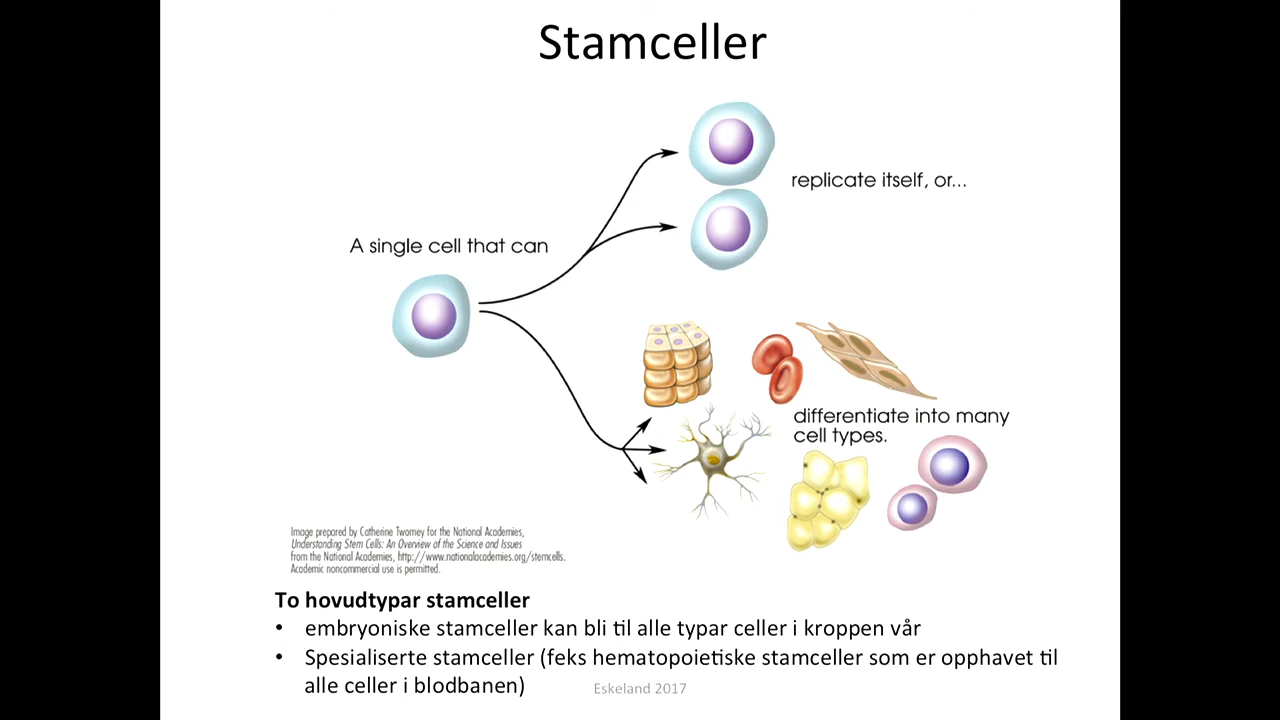 Stamceller
replicate itself, or...
A single cell that can
differentiate into many
cell types.
Image prepared by Catherine Twomey for the National Academies,
Understanding Stem Cells: An Overview of the Science and Issues
from the National Academies, http://www.nationalacademies.org/stemcells.
Academic noncommercial use is permitted.
To hovudtypar stamceller
• embryoniske stamceller kan bli til alle typar celler i kroppen vår
• Spesialiserte stamceller (feks hematopoietiske stamceller som er opphavet til
alle celler i blodbanen)
Eskeland 2017